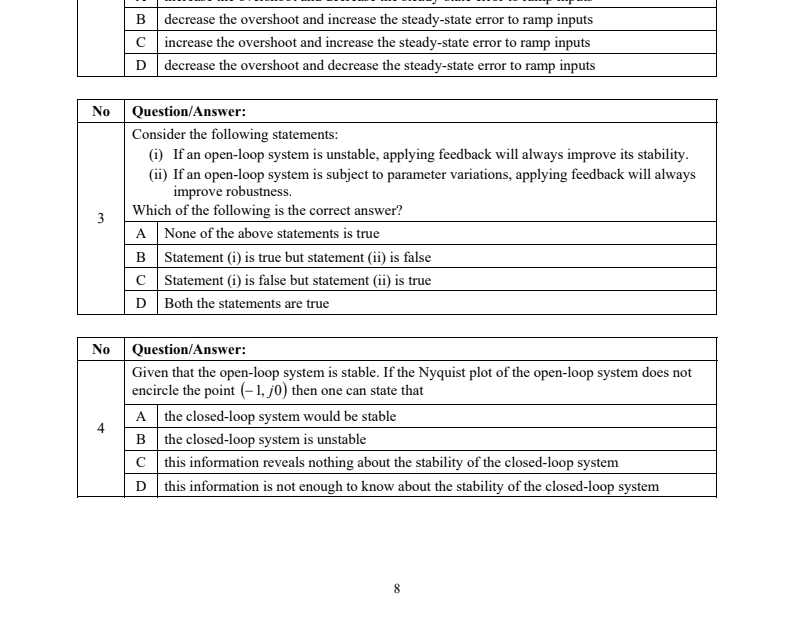 B decrease the overshoot and increase the steady-state error to ramp inputs
C increase the overshoot and increase the steady-state error to ramp inputs
D decrease the overshoot and decrease the steady-state error to ramp inputs
No Question/Answer:
Consider the following statements:
(i) If an open-loop system is unstable, applying feedback will always improve its stability.
(ii) If an open-loop system is subject to parameter variations, applying feedback will always
improve robustness.
Which of the following is the correct answer?
3
A None of the above statements is true
B Statement (i) is true but statement (ii) is false
C Statement (i) is false but statement (ii) is true
D Both the statements are true
No Question/Answer:
Given that the open-loop system is stable. If the Nyquist plot of the open-loop system does not
encircle the point (−1, j0) then one can state that
4
A the closed-loop system would be stable
B the closed-loop system is unstable
C this information reveals nothing about the stability of the closed-loop system
D this information is not enough to know about the stability of the closed-loop system
8